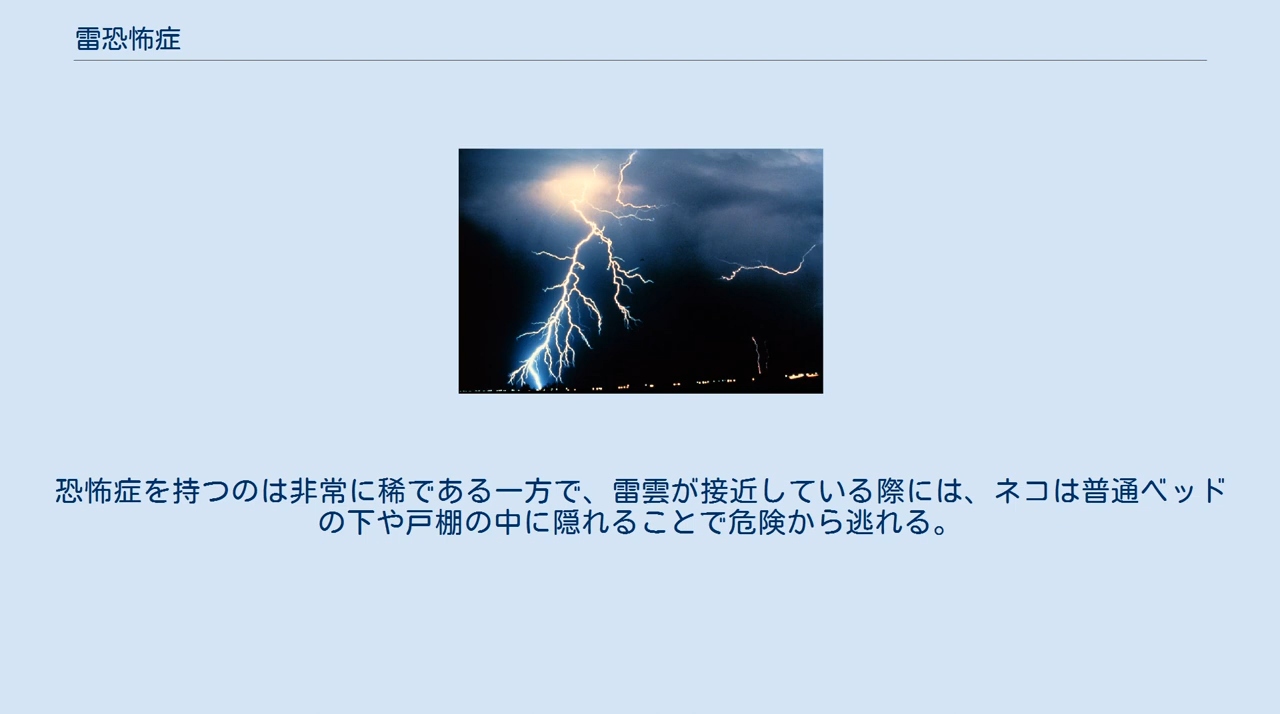 雷恐怖症
恐怖症を持つのは非常に稀である一方で、雷雲が接近している際には、ネコは普通ベッド
の下や戸棚の中に隠れることで危険から逃れる。